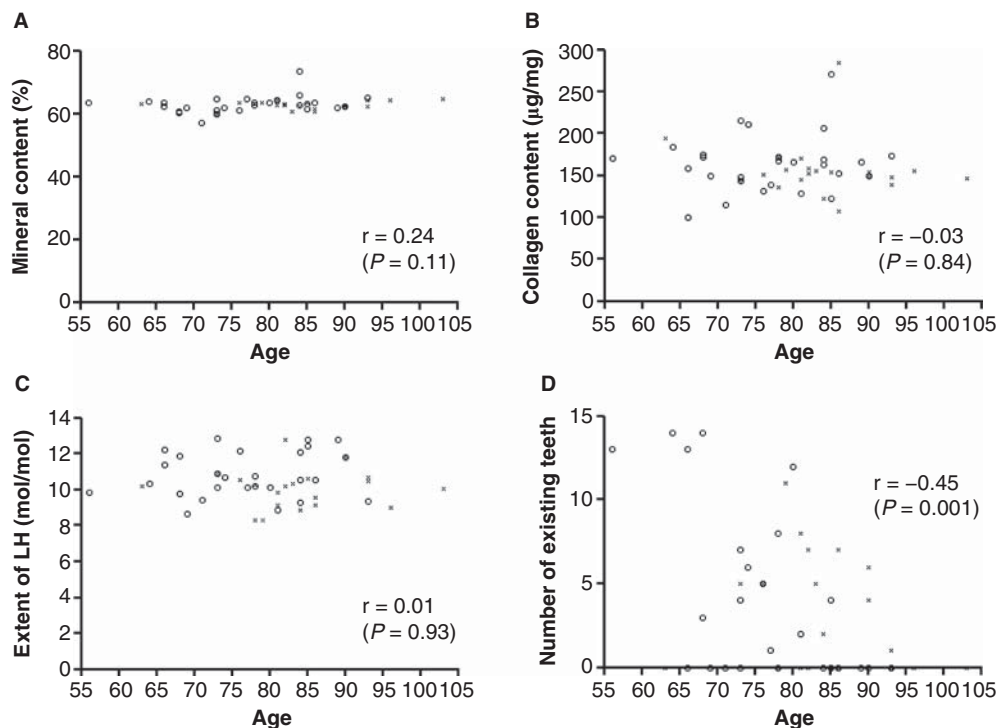 A
Mineral content (%)
80
60
40
20
0
r = 0.24
(P = 0.11)
55 60 65 70 75 80 85 90 95 100 105
Age
B
Collagen content (µg/mg)
300
250
200
150
100
50
0
r = −0.03
(P = 0.84)
55 60 65 70 75 80 85 90 95 100 105
Age
C
Extent of LH (mol/mol)
14
12
10
8
6
4
2
0
r = 0.01
(P = 0.93)
55 60 65 70 75 80 85 90 95 100 105
Age
D
Number of existing teeth
15
10
5
0
r = −0.45
(P = 0.001)
55 60 65 70 75 80 85 90 95 100 105
Age